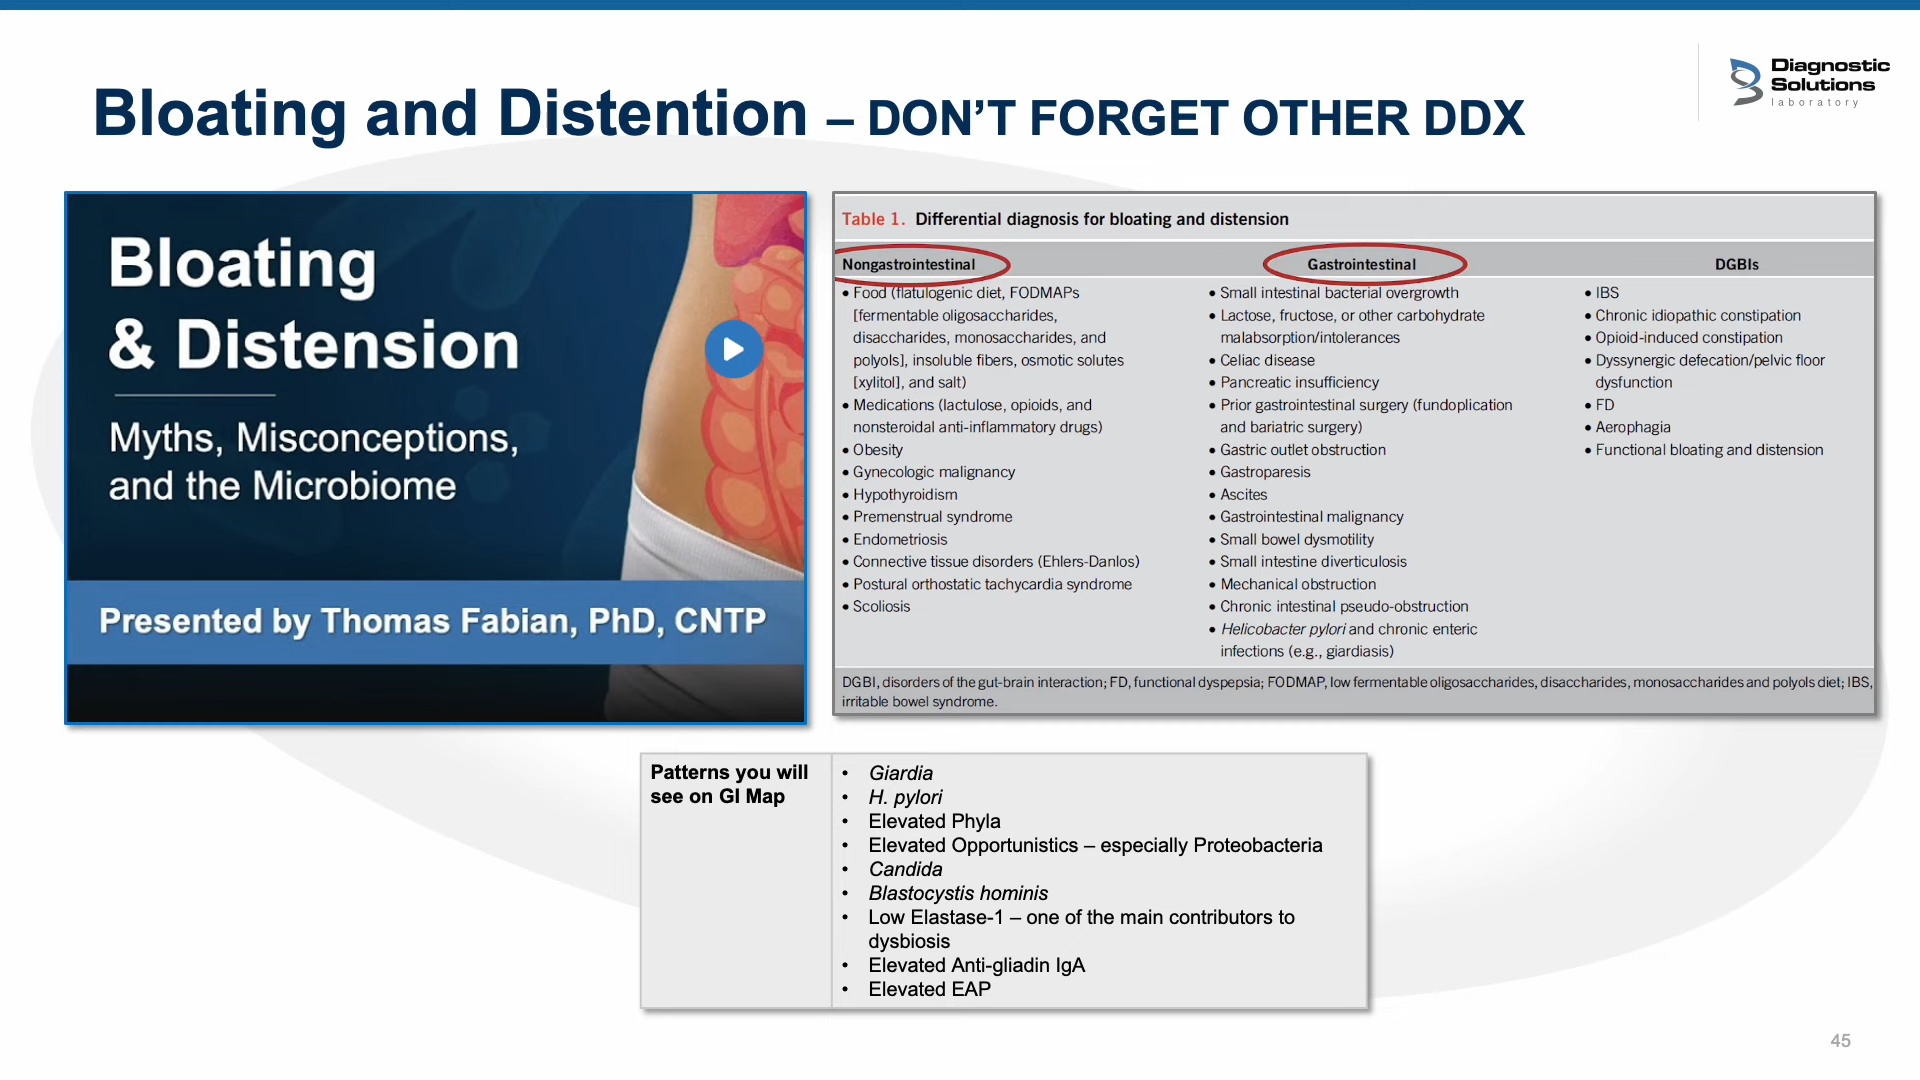 Bloating and Distention – DON’T FORGET OTHER DDX
Diagnostic
Solutions
laboratory
Bloating
& Distension
Myths, Misconceptions,
and the Microbiome
Presented by Thomas Fabian, PhD, CNTP
Table 1. Differential diagnosis for bloating and distension
Nongastrointestinal
• Food (flatulogenic diet, FODMAPs
[fermentable oligosaccharides,
disaccharides, monosaccharides, and
polyols], insoluble fibers, osmotic solutes
[xylitol], and salt)
• Medications (lactulose, opioids, and
nonsteroidal anti-inflammatory drugs)
• Obesity
• Gynecologic malignancy
• Hypothyroidism
• Premenstrual syndrome
• Endometriosis
• Connective tissue disorders (Ehlers-Danlos)
• Postural orthostatic tachycardia syndrome
• Scoliosis
Gastrointestinal
• Small intestinal bacterial overgrowth
• Lactose, fructose, or other carbohydrate
malabsorption/intolerances
• Celiac disease
• Pancreatic insufficiency
• Prior gastrointestinal surgery (fundoplication
and bariatric surgery)
• Gastric outlet obstruction
• Gastroparesis
• Ascites
• Gastrointestinal malignancy
• Small bowel dysmotility
• Small intestine diverticulosis
• Mechanical obstruction
• Chronic intestinal pseudo-obstruction
• Helicobacter pylori and chronic enteric
infections (e.g., giardiasis)
DGBIs
• IBS
• Chronic idiopathic constipation
• Opioid-induced constipation
• Dyssynergic defecation/pelvic floor
dysfunction
• FD
• Aerophagia
• Functional bloating and distension
DGBI, disorders of the gut-brain interaction; FD, functional dyspepsia; FODMAP, low fermentable oligosaccharides, disaccharides, monosaccharides and polyols diet; IBS,
irritable bowel syndrome.
Patterns you will
see on GI Map
• Giardia
• H. pylori
• Elevated Phyla
• Elevated Opportunistics – especially Proteobacteria
• Candida
• Blastocystis hominis
• Low Elastase-1 – one of the main contributors to
dysbiosis
• Elevated Anti-gliadin IgA
• Elevated EAP
45